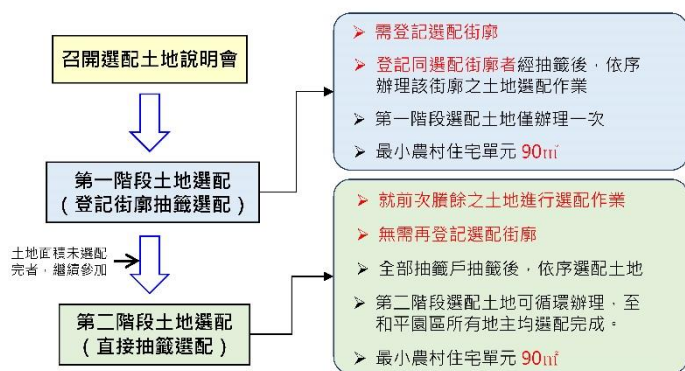 召開選配土地說明會
第一階段土地選配
（登記街廓抽籤選配）
土地面積未選配
完者，繼續參加
第二階段土地選配
（直接抽籤選配）
➢ 需登記選配街廓
➢ 登記同選配街廓者經抽籤後，依序
辦理該街廓之土地選配作業
➢ 第一階段選配土地僅辦理一次
➢ 最小農村住宅單元 90㎡
➢ 就前次賸餘之土地進行選配作業
➢ 無需再登記選配街廓
➢ 全部抽籤戶抽籤後，依序選配土地
➢ 第二階段選配土地可循環辦理，至
和平園區所有地主均選配完成。
➢ 最小農村住宅單元 90㎡